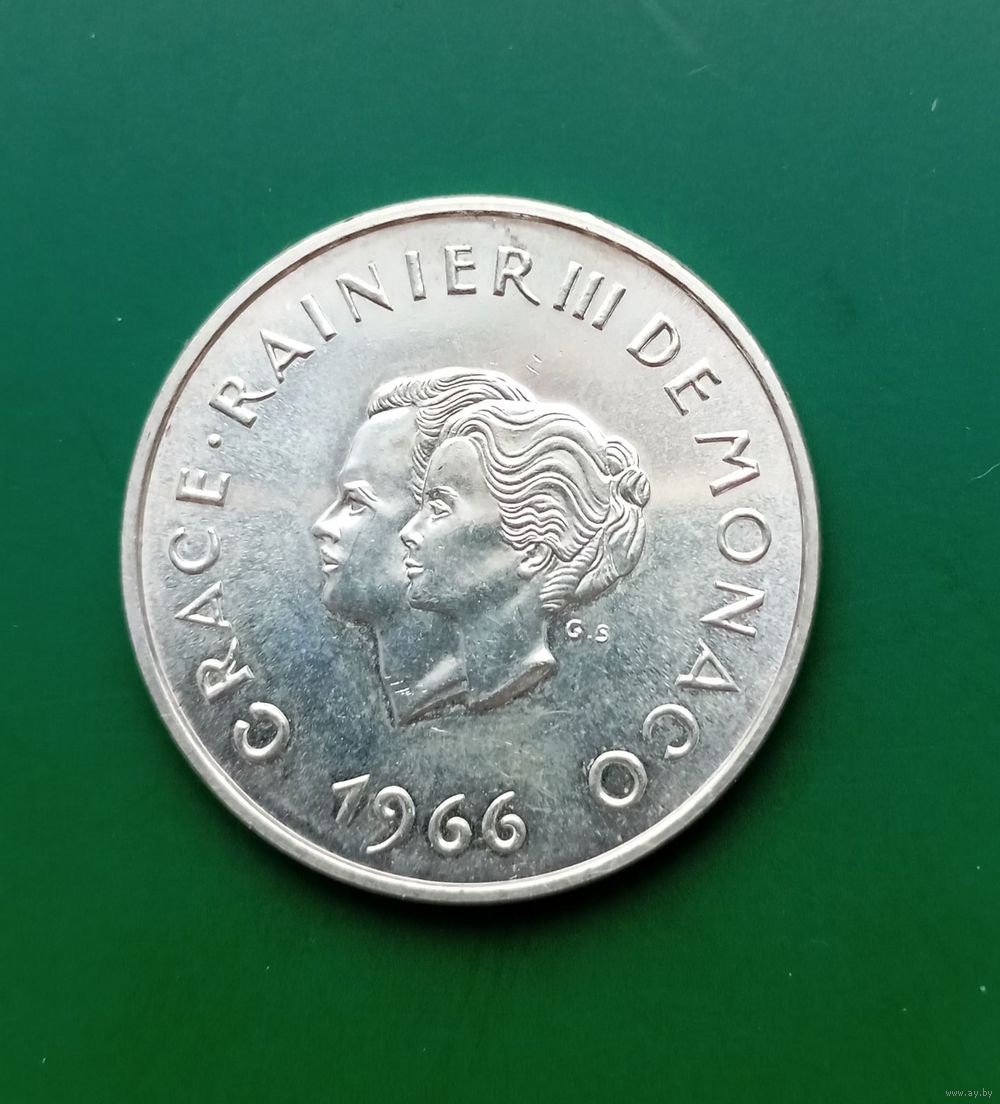 GRACE · RAINIER III DE MONACO
G.S
1966
www.ay.by